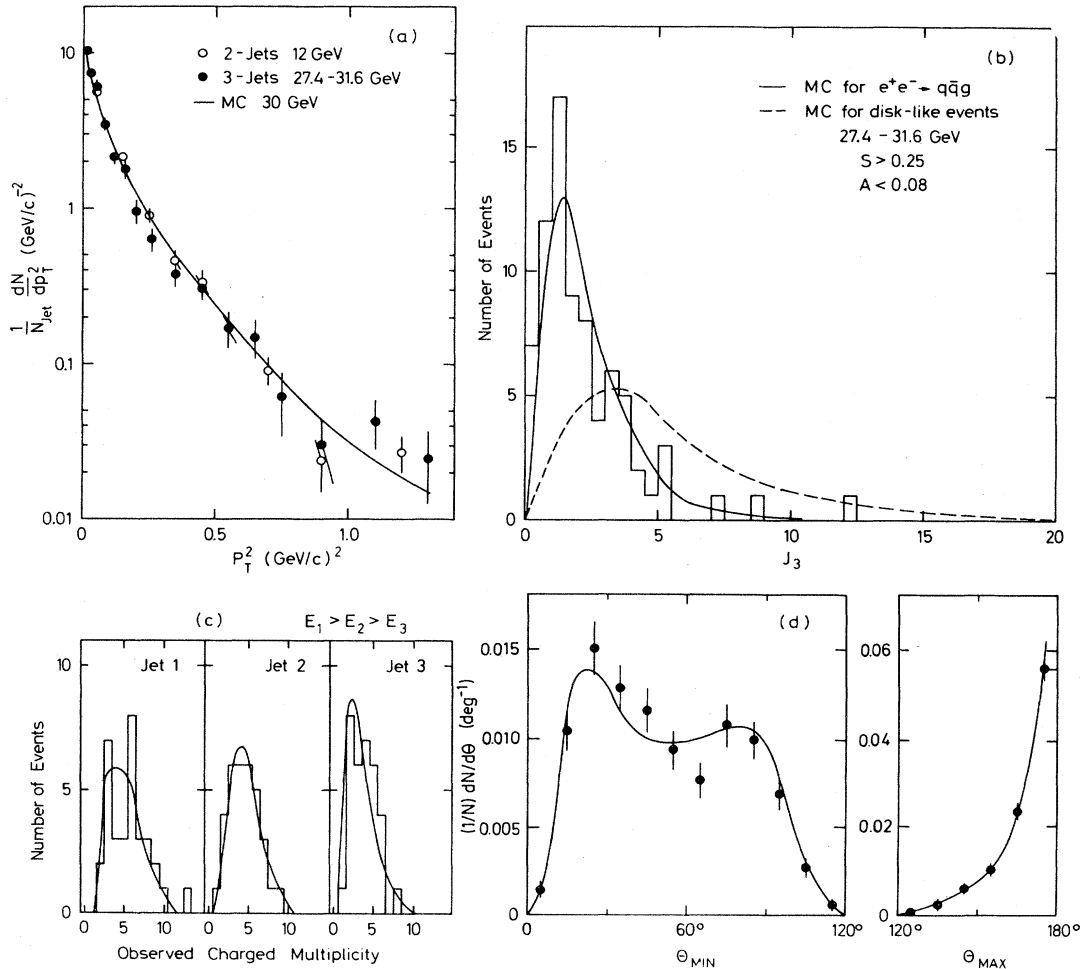 (a)
○ 2-Jets 12 GeV
● 3-Jets 27.4-31.6 GeV
— MC 30 GeV
10
1
0.1
0.01
1/N_Jet dN/dp_T^2 (GeV/c)^-2
0 0.5 1.0
P_T^2 (GeV/c)^2
(b)
MC for e+e-→ qq̄g
MC for disk-like events
27.4 - 31.6 GeV
S > 0.25
A < 0.08
15
10
5
0
Number of Events
0 5 10 15 20
J_3
(c) E_1 > E_2 > E_3
Jet 1 Jet 2 Jet 3
10
5
0
Number of Events
0 5 10 0 5 10 0 5 10
Observed Charged Multiplicity
(d)
0.015
0.010
0.005
0
(1/N) dN/dθ (deg^-1)
0 60° 120°
Θ_MIN
0.06
0.04
0.02
0
120° 180°
Θ_MAX